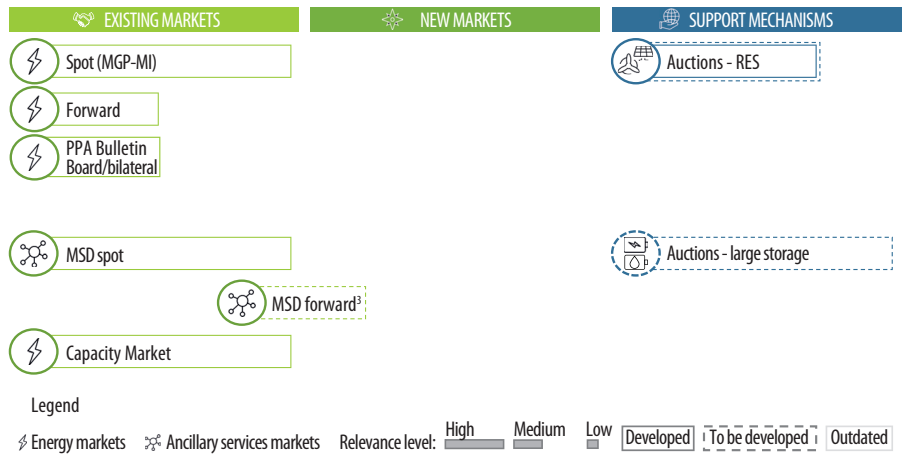 EXISTING MARKETS
NEW MARKETS
SUPPORT MECHANISMS
Spot (MGP-MI)
Auctions - RES
Forward
PPA Bulletin
Board/bilateral
MSD spot
Auctions - large storage
MSD forward³
Capacity Market
Legend
Energy markets
Ancillary services markets
Relevance level:
High
Medium
Low
Developed
To be developed
Outdated